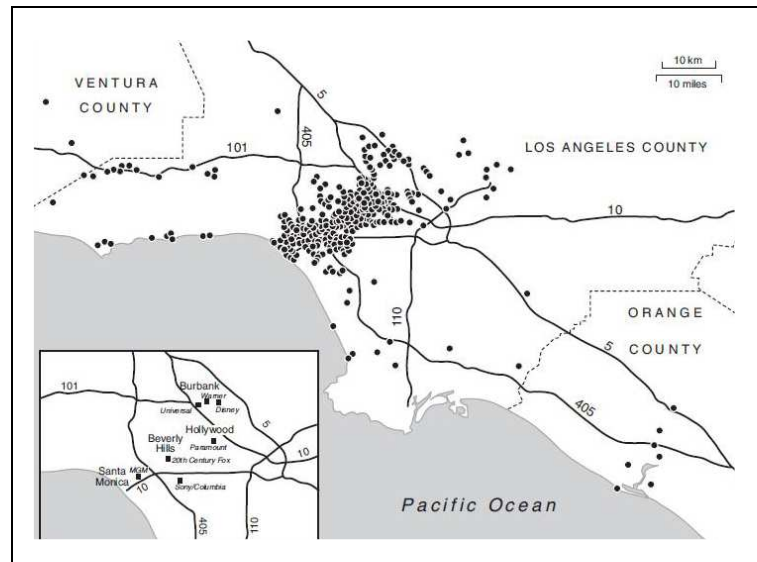 VENTURA
COUNTY
5
10 km
10 miles
405
101
LOS ANGELES COUNTY
10
110
ORANGE
COUNTY
5
405
Pacific Ocean
101
Burbank
Warner
Universal
Disney
Hollywood
Paramount
5
Beverly
Hills
20th Century Fox
10
Santa
Monica
MGM
10
Sony/Columbia
405
110